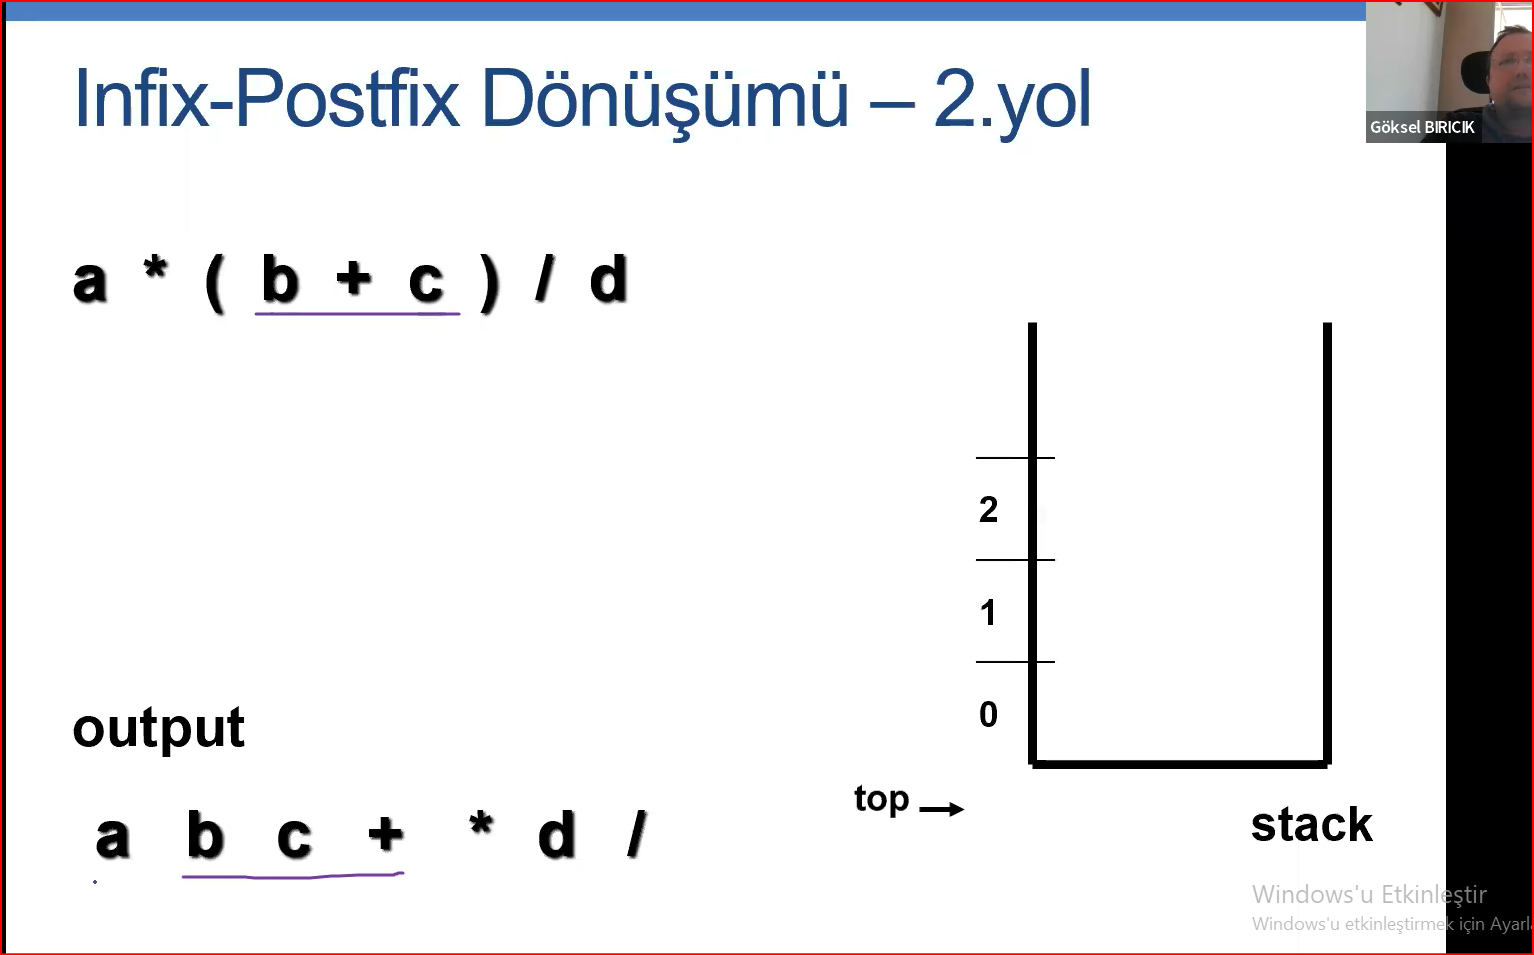 Infix-Postfix Dönüşümü – 2.yol
Göksel BIRICIK
a * ( b + c ) / d
2
1
0
output
top
a b c + * d /
stack
Windows'u Etkinleştir
Windows'u etkinleştirmek için Ayarl